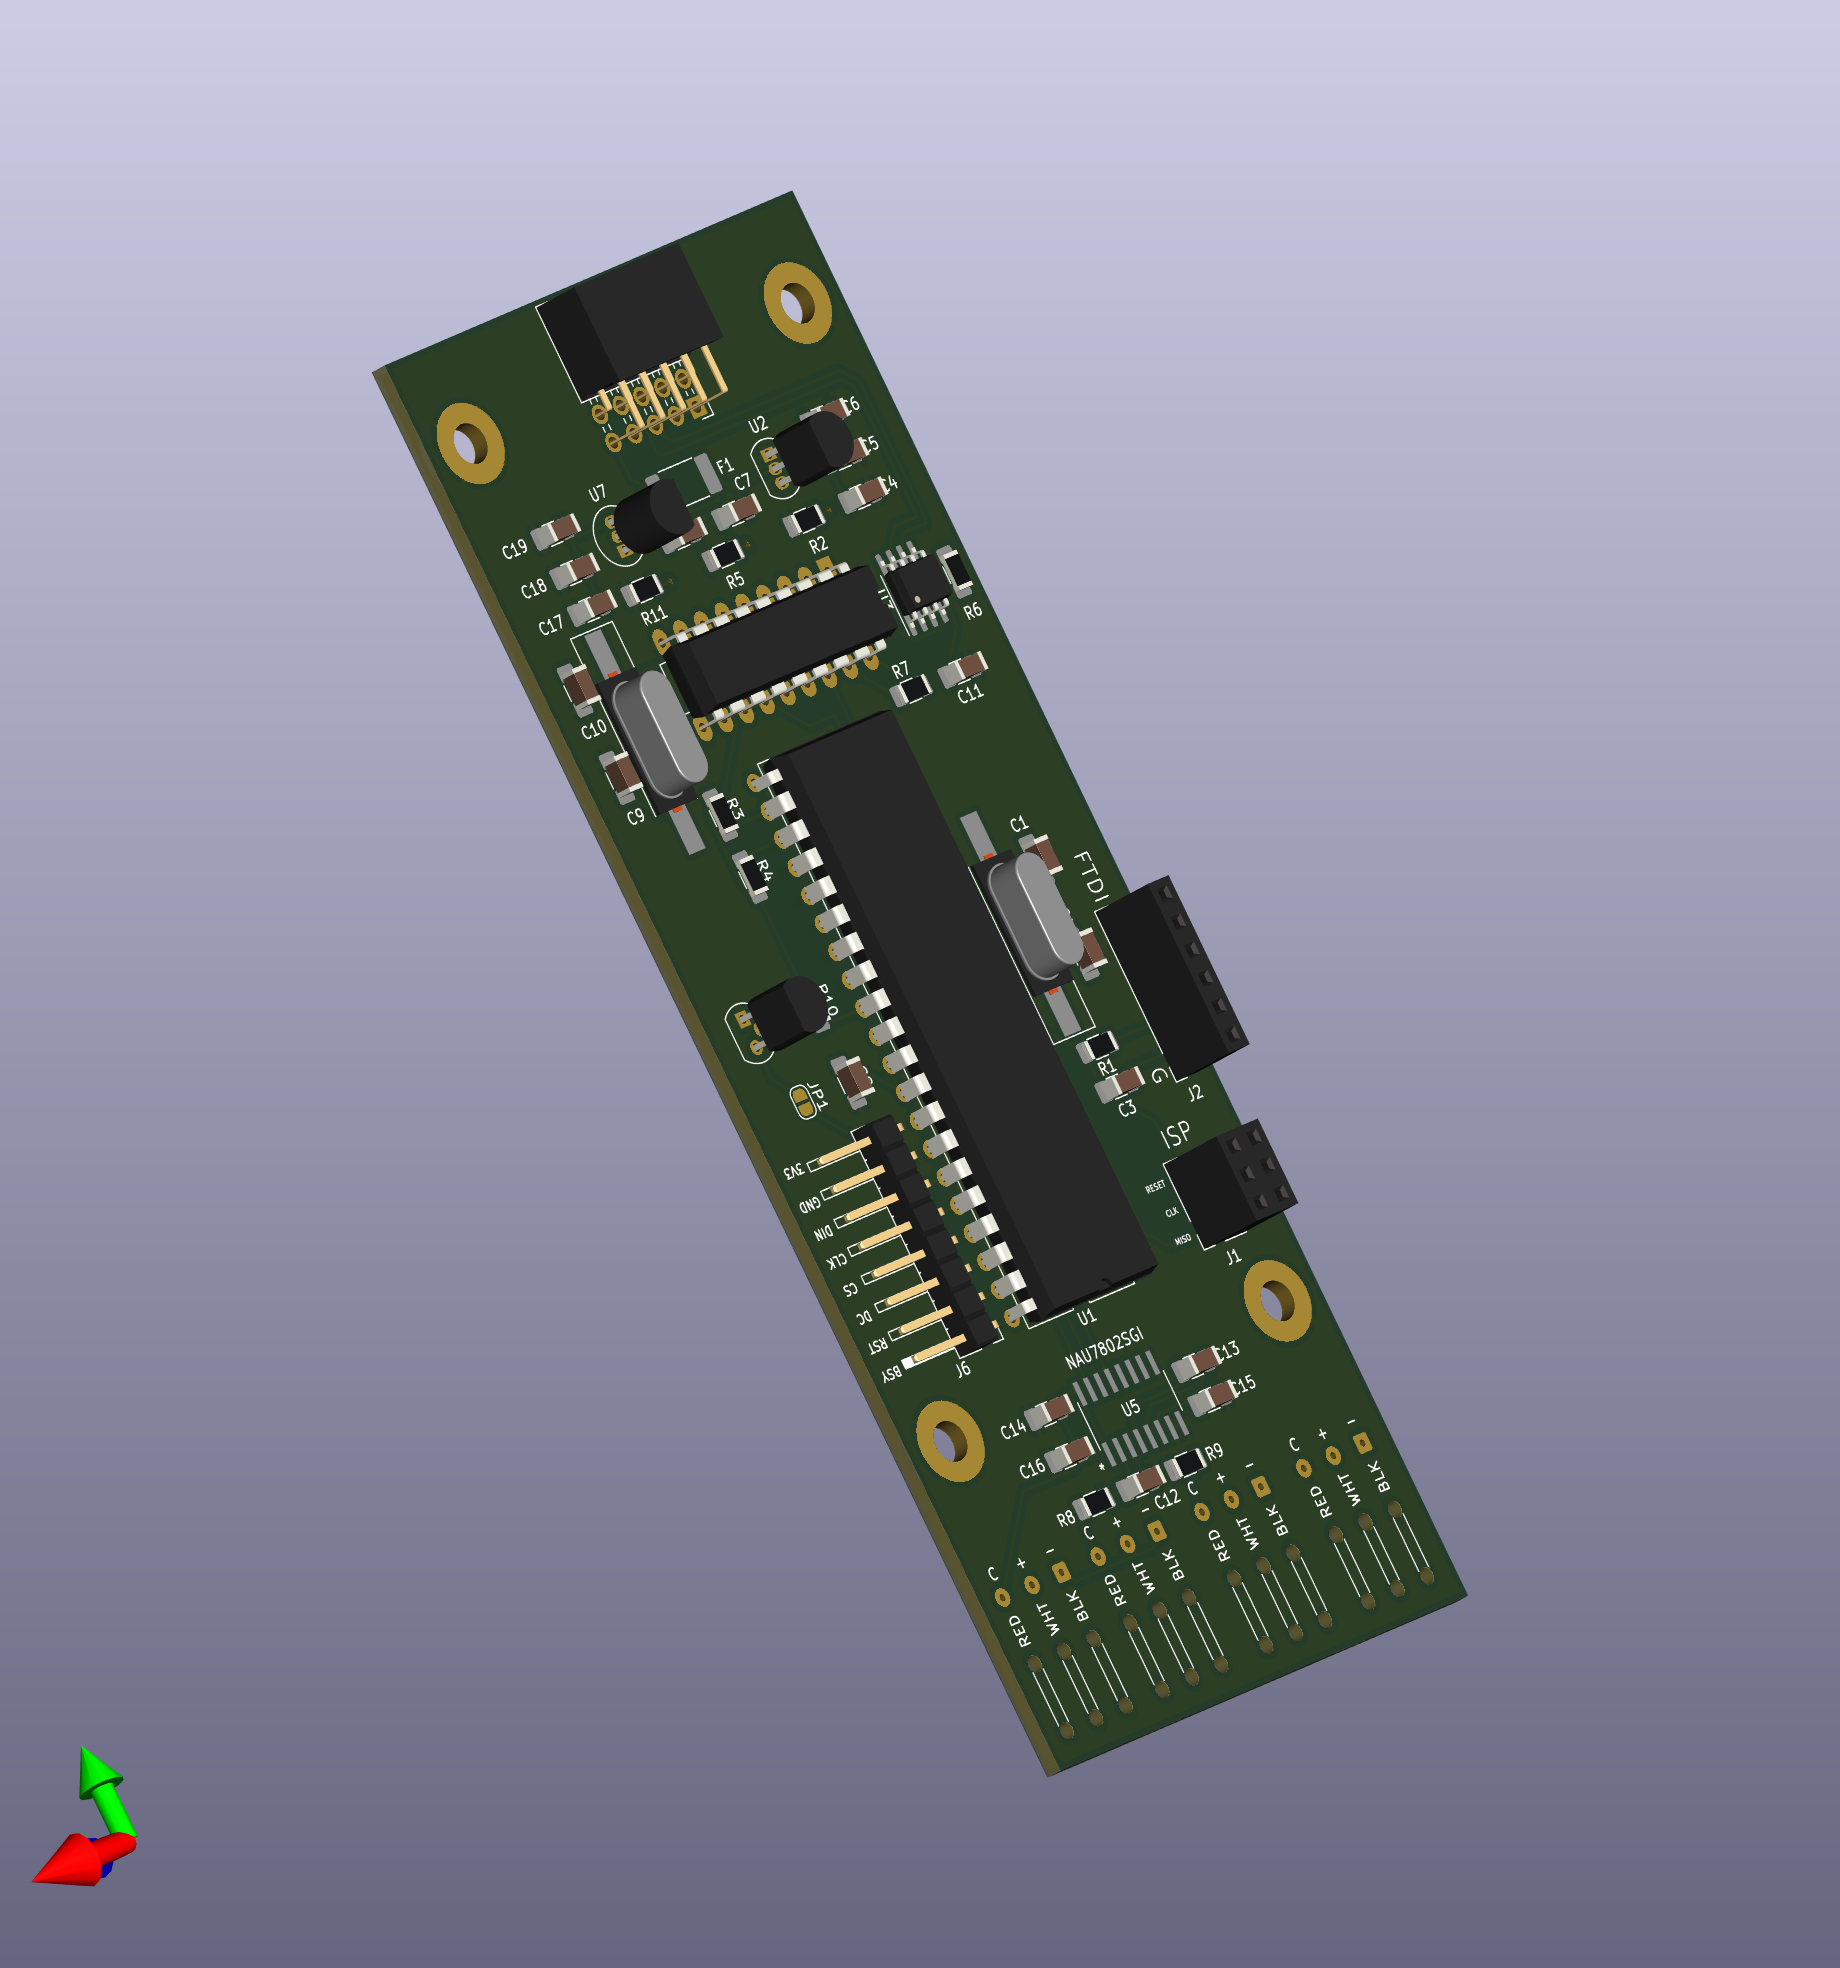 U2
F1
C7
U7
C19
C18
C17
R11
R5
R2
R6
R7
C11
C10
C9
R3
R4
C1
FTDI
JP1
R1
C3
G
J2
ISP
RESET
CLK
MISO
J1
3V3
GND
DIN
CLK
CS
DC
RST
BSY
J6
U1
NAU7802SGI
C13
C15
U5
C14
C16
R9
C12
R8
C + -
RED WHT BLK
C + -
RED WHT BLK
C + -
RED WHT BLK
C + -
RED WHT BLK